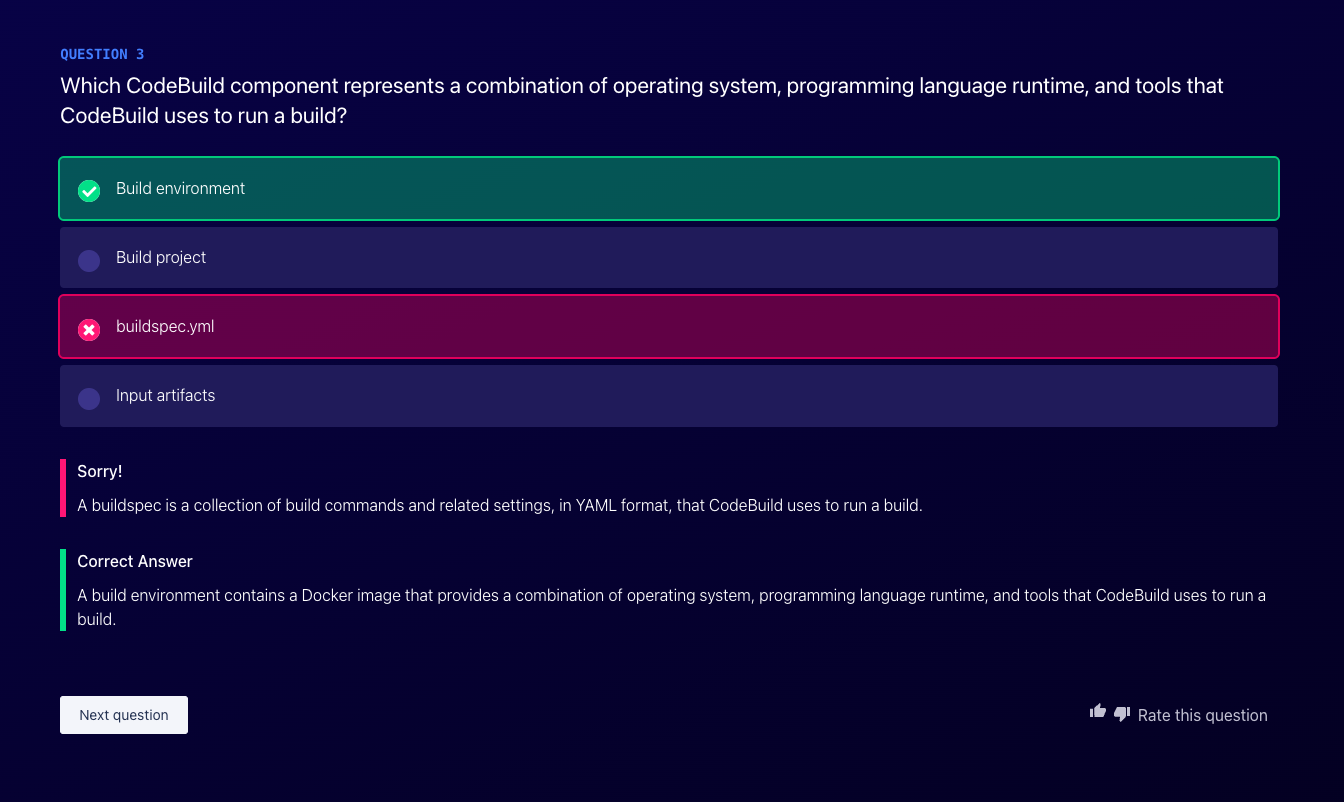 QUESTION 3
Which CodeBuild component represents a combination of operating system, programming language runtime, and tools that
CodeBuild uses to run a build?
Build environment
Build project
buildspec.yml
Input artifacts
Sorry!
A buildspec is a collection of build commands and related settings, in YAML format, that CodeBuild uses to run a build.
Correct Answer
A build environment contains a Docker image that provides a combination of operating system, programming language runtime, and tools that CodeBuild uses to run a
build.
Next question
Rate this question